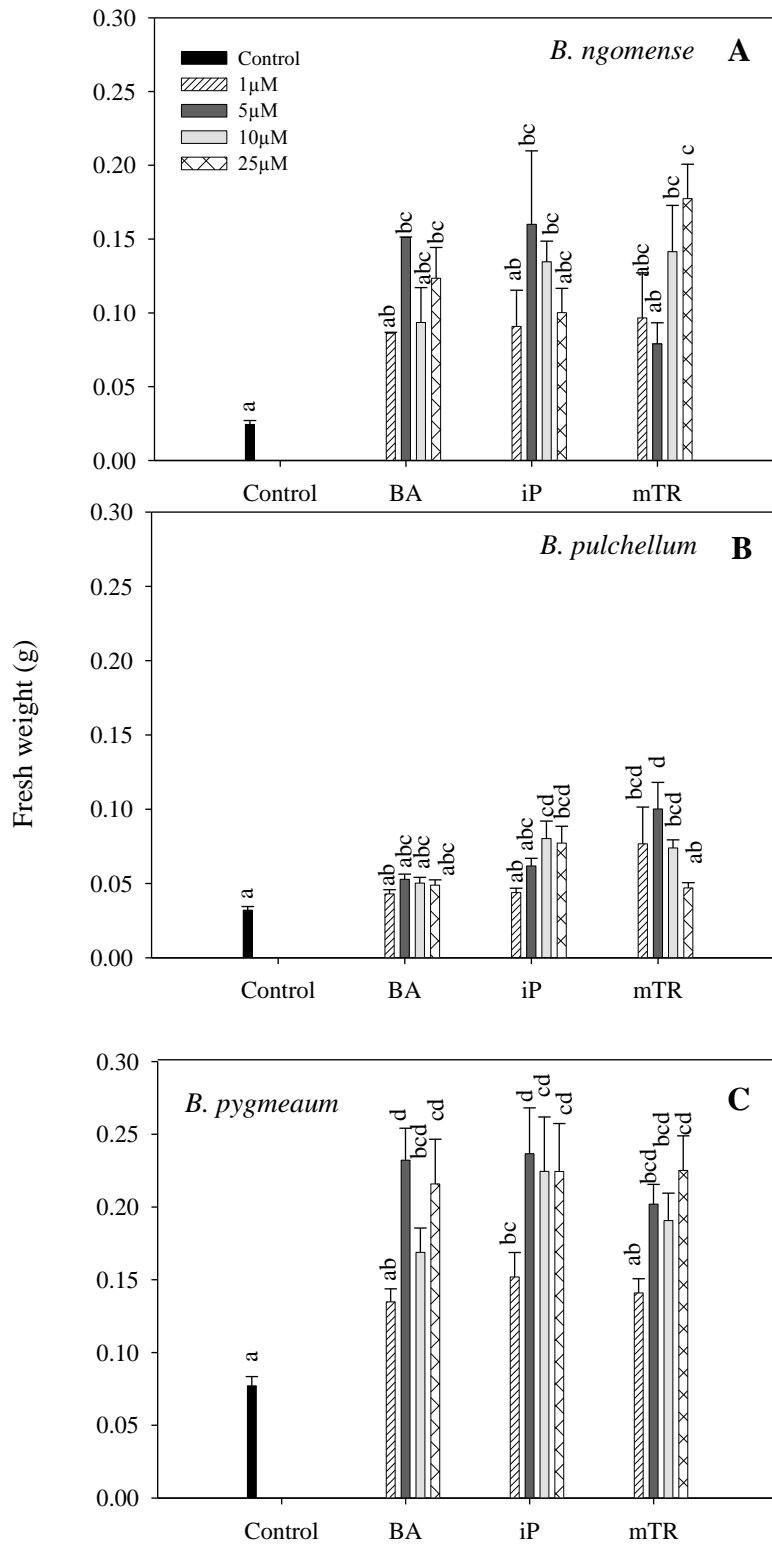 0.30
B. ngomense A
Control
1µM
5µM
10µM
25µM
0.25
0.20
0.15
0.10
0.05
0.00
a
ab
bc
abc
bc
ab
bc
bc
abc
abc
ab
bc
c
Control BA iP mTR
0.30
B. pulchellum B
0.25
0.20
0.15
0.10
0.05
0.00
a
ab
abc
abc
abc
ab
abc
cd
bcd
bcd
d
bcd
ab
Control BA iP mTR
Fresh weight (g)
0.30
B. pygmeaum C
0.25
0.20
0.15
0.10
0.05
0.00
a
ab
d
bcd
cd
bc
d
cd
cd
ab
bcd
bcd
cd
Control BA iP mTR